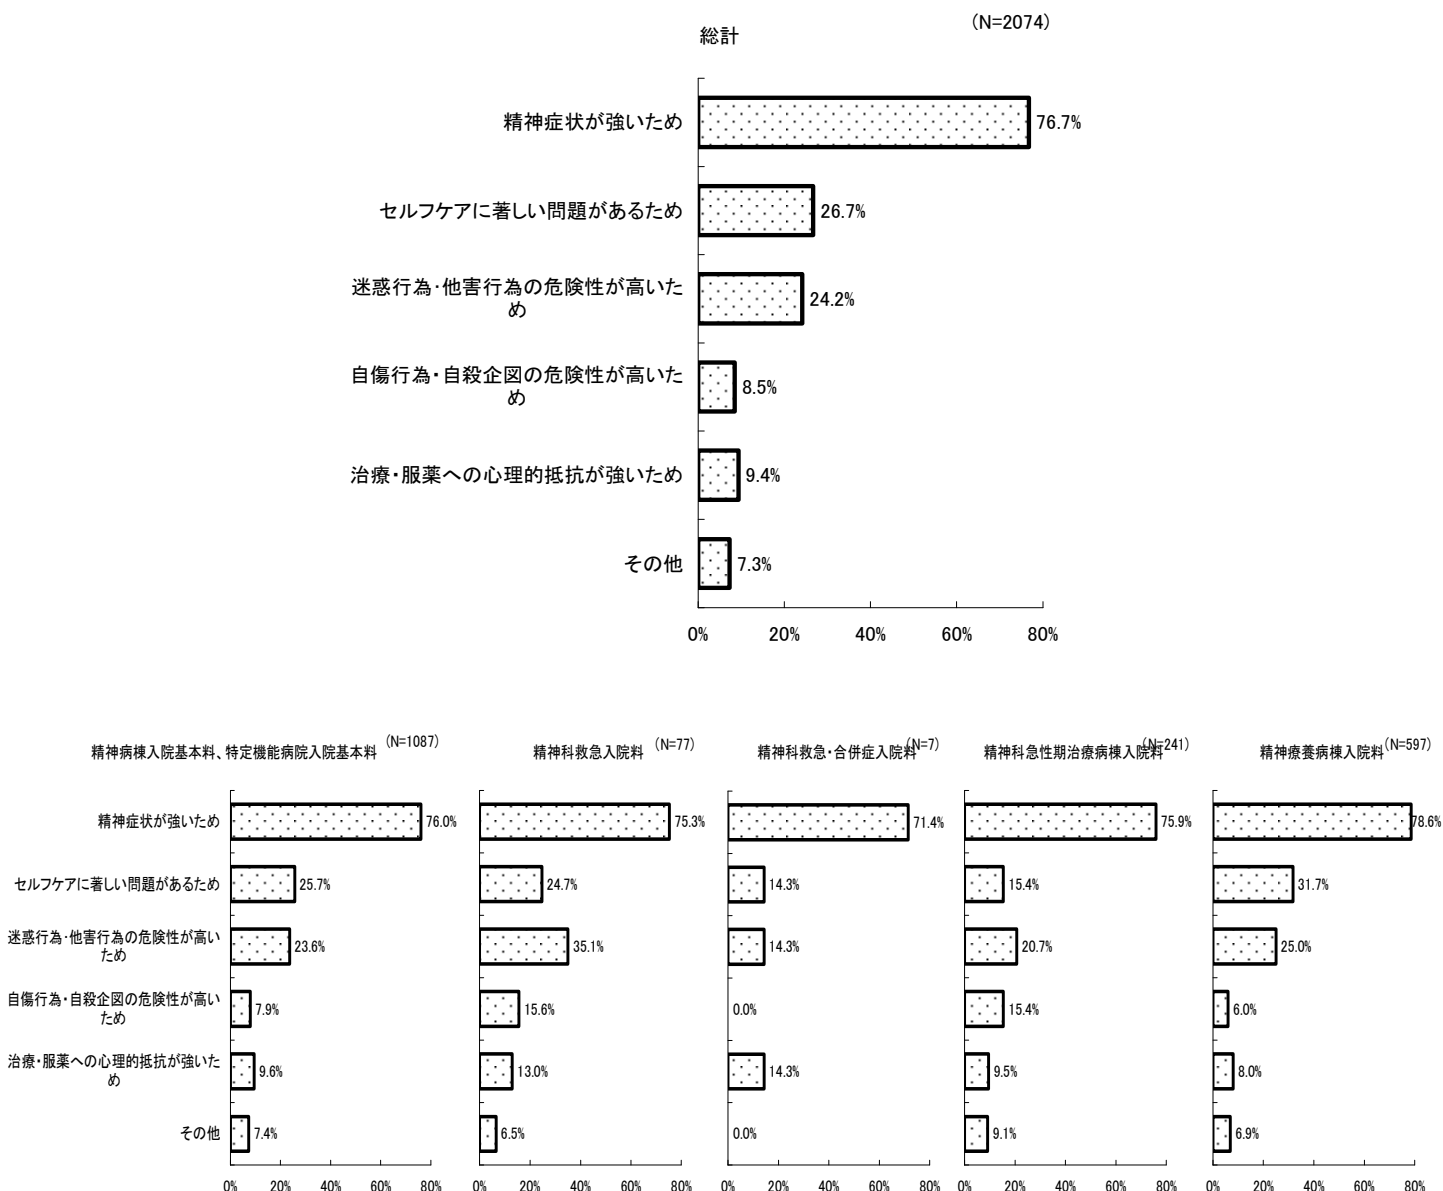 総計
(N=2074)
精神症状が強いため
76.7%
セルフケアに著しい問題があるため
26.7%
迷惑行為・他害行為の危険性が高いた
め
24.2%
自傷行為・自殺企図の危険性が高いた
め
8.5%
治療・服薬への心理的抵抗が強いため
9.4%
その他
7.3%
0% 20% 40% 60% 80%
精神病棟入院基本料、特定機能病院入院基本料 (N=1087)
精神科救急入院料 (N=77)
精神科救急・合併症入院料 (N=7)
精神科急性期治療病棟入院料 (N=241)
精神療養病棟入院料 (N=597)
精神症状が強いため
76.0% 75.3% 71.4% 75.9% 78.6%
セルフケアに著しい問題があるため
25.7% 24.7% 14.3% 15.4% 31.7%
迷惑行為・他害行為の危険性が高い
ため
23.6% 35.1% 14.3% 20.7% 25.0%
自傷行為・自殺企図の危険性が高い
ため
7.9% 15.6% 0.0% 15.4% 6.0%
治療・服薬への心理的抵抗が強いた
め
9.6% 13.0% 14.3% 9.5% 8.0%
その他
7.4% 6.5% 0.0% 9.1% 6.9%
0% 20% 40% 60% 80% 0% 20% 40% 60% 80% 0% 20% 40% 60% 80% 0% 20% 40% 60% 80% 0% 20% 40% 60% 80%